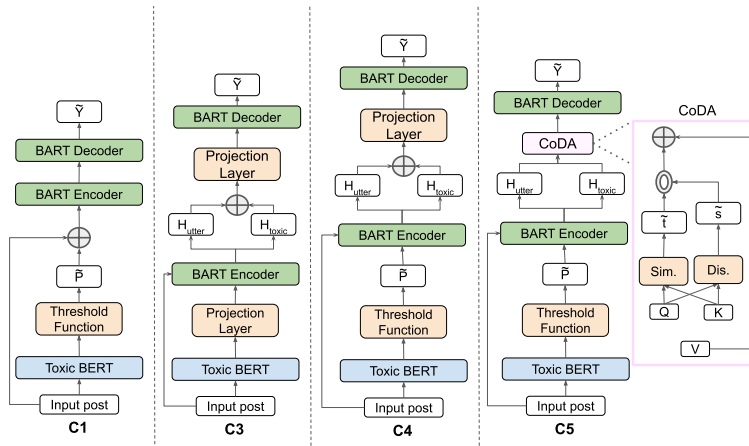 Ỹ
BART Decoder
BART Encoder
P̃
Threshold
Function
Toxic BERT
Input post
C1
Ỹ
BART Decoder
Projection
Layer
H_utter
H_toxic
BART Encoder
Projection
Layer
Toxic BERT
Input post
C3
Ỹ
BART Decoder
Projection
Layer
H_utter
H_toxic
BART Encoder
P̃
Threshold
Function
Toxic BERT
Input post
C4
Ỹ
BART Decoder
CoDA
H_utter
H_toxic
BART Encoder
P̃
Threshold
Function
Toxic BERT
Input post
C5
CoDA
t̃
s̃
Sim.
Dis.
Q
K
V